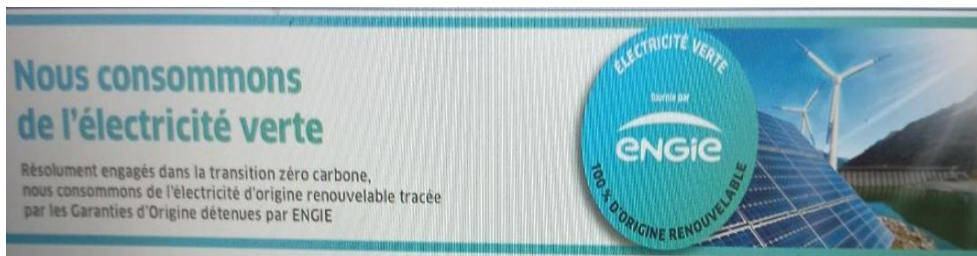 Nous consommons
de l'électricité verte
Résolument engagés dans la transition zéro carbone,
nous consommons de l'électricité d'origine renouvelable tracée
par les Garanties d'Origine détenues par ENGIE
ÉLECTRICITÉ VERTE
fournie par
ENGIE
100 % D'ORIGINE RENOUVELABLE